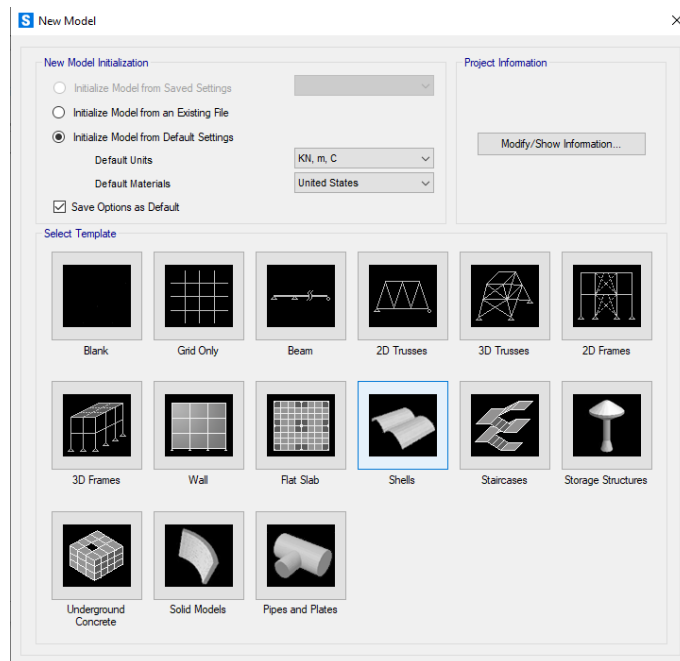 S New Model
New Model Initialization
Initialize Model from Saved Settings
Initialize Model from an Existing File
Initialize Model from Default Settings
Default Units KN, m, C
Default Materials United States
Save Options as Default
Project Information
Modify/Show Information...
Select Template
Blank Grid Only Beam 2D Trusses 3D Trusses 2D Frames
3D Frames Wall Flat Slab Shells Staircases Storage Structures
Underground
Concrete
Solid Models Pipes and Plates